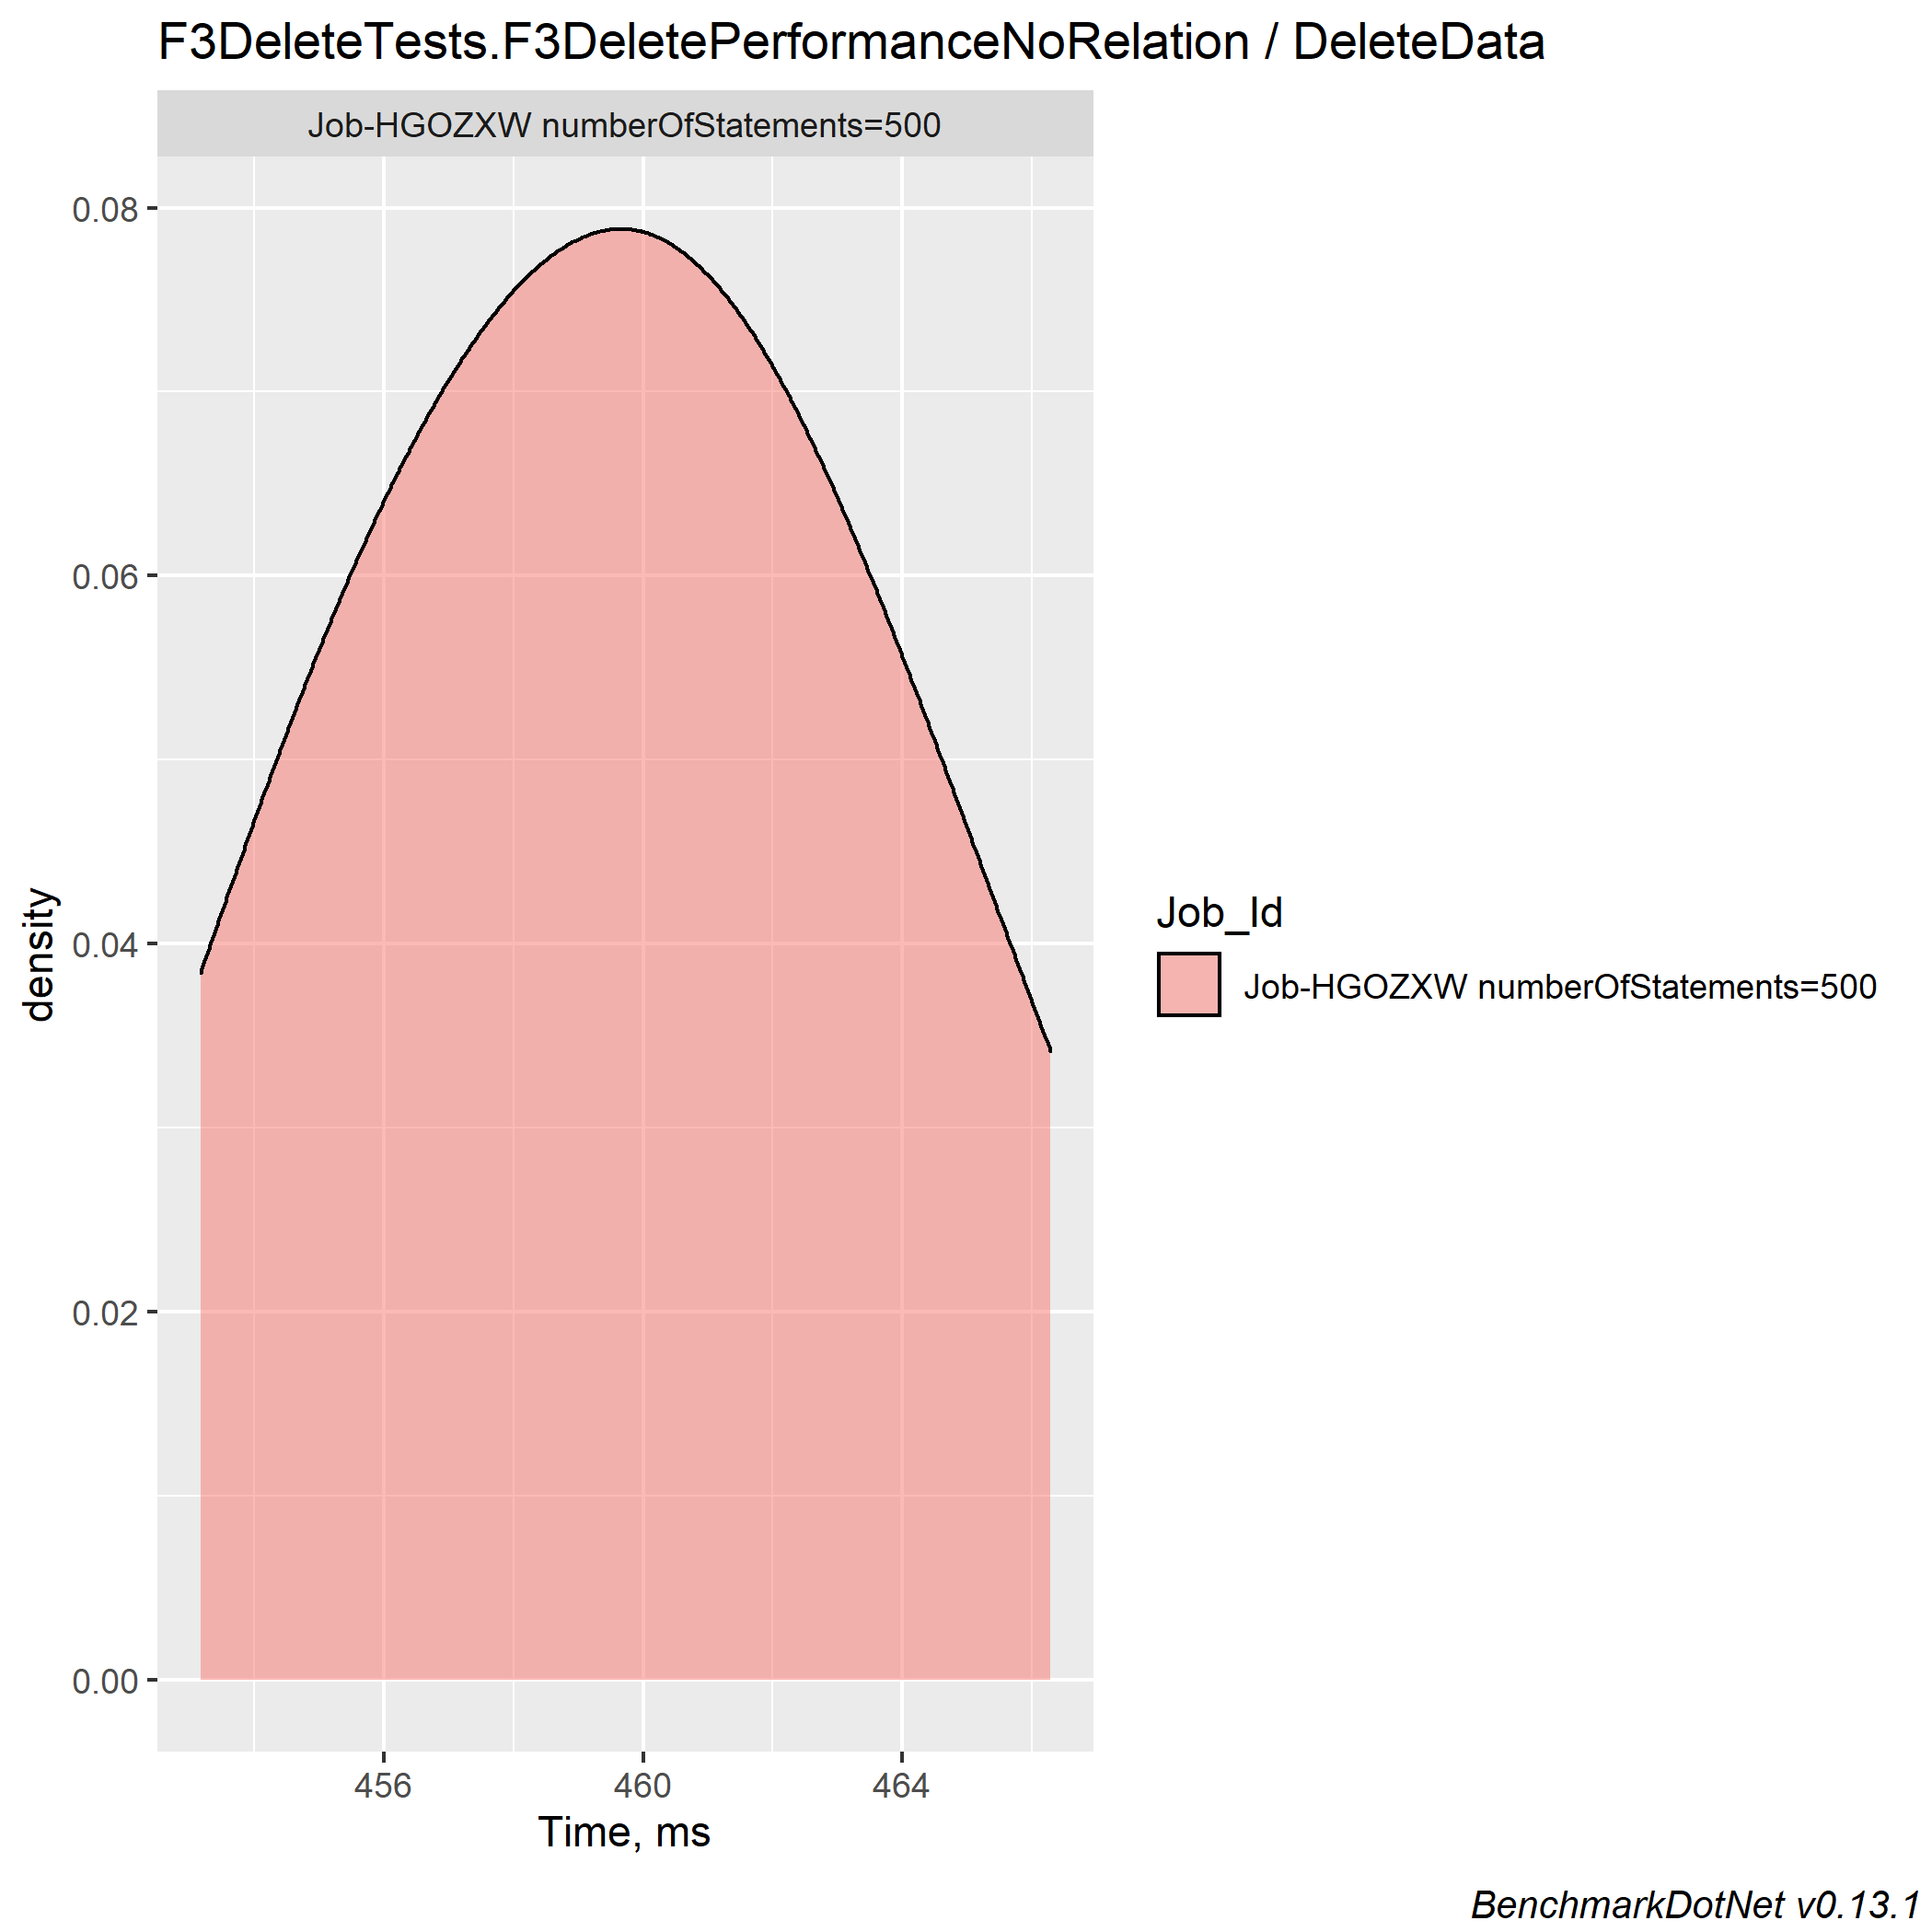 F3DeleteTests.F3DeletePerformanceNoRelation / DeleteData
Job-HGOZXW numberOfStatements=500
0.08
0.06
0.04
0.02
0.00
density
456 460 464
Time, ms
Job_Id
Job-HGOZXW numberOfStatements=500
BenchmarkDotNet v0.13.1